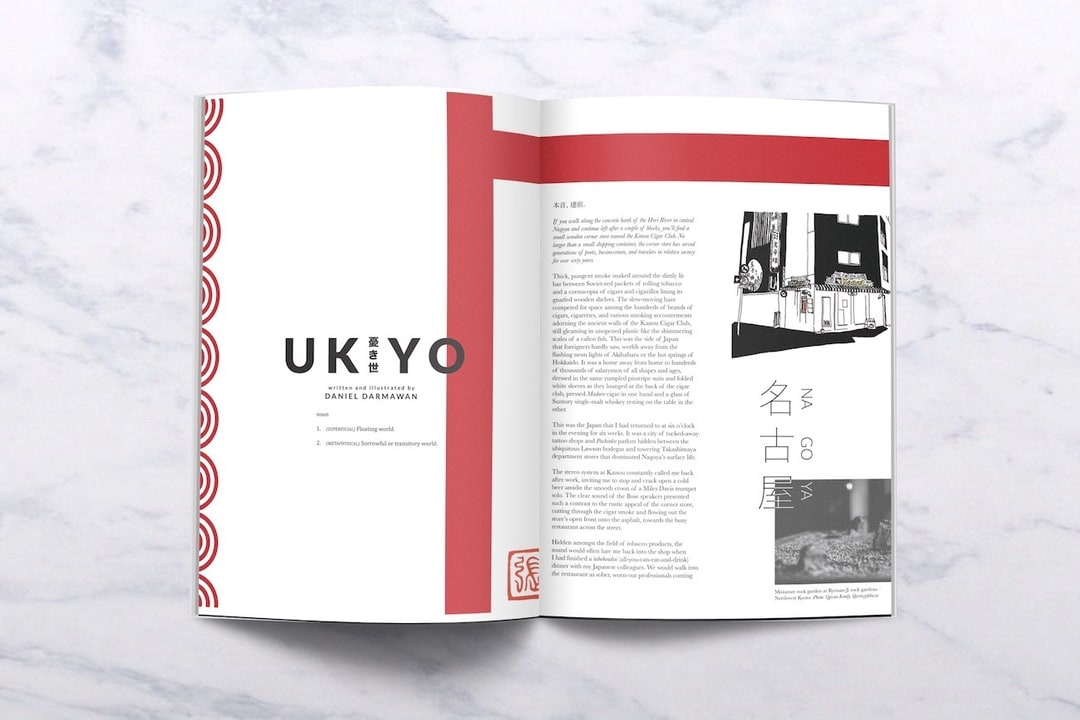 UK憂き世YO
written and illustrated by
DANIEL DARMAWAN
noun
1. (SUPERFICIAL) Floating world.
2. (METAPHYSICAL) Sorrowful or transitory world.
本音, 建前.
If you walk along the concrete bank of the Hori River in central
Nagoya and continue left after a couple of blocks, you'll find a
small wooden corner store named the Kanou Cigar Club. No
larger than a small shipping container, the corner store has served
generations of poets, businessmen, and travelers in relative secrecy
for over sixty years.
Thick, pungent smoke snaked around the dimly lit
bar between Soviet-red packets of rolling tobacco
and a cornucopia of cigars and cigarillos lining its
gnarled wooden shelves. The slow-moving haze
competed for space among the hundreds of brands of
cigars, cigarettes, and various smoking accoutrements
adorning the ancient walls of the Kanou Cigar Club,
still gleaming in unopened plastic like the shimmering
scales of a calico fish. This was the side of Japan
that foreigners hardly saw, worlds away from the
flashing neon lights of Akihabara or the hot springs of
Hokkaido. It was a home away from home to hundreds
of thousands of salarymen of all shapes and ages,
dressed in the same rumpled pinstripe suits and folded
white sleeves as they lounged at the back of the cigar
club, pressed
cigar in one hand and a glass of
Suntory single-malt whiskey resting on the table in the
other.
This was the Japan that I had returned to at six o'clock
in the evening for six weeks. It was a city of tucked-away
tattoo shops and Pachinko parlors hidden between the
ubiquitous Lawson bodegas and towering Takashimaya
department stores that dominated Nagoya's surface life.
The stereo system at Kanou constantly called me back
after work, inviting me to stop and crack open a cold
beer amidst the smooth croon of a Miles Davis trumpet
solo. The clear sound of the Bose speakers presented
such a contrast to the rustic appeal of the corner store,
cutting through the cigar smoke and flowing out the
store's open front onto the asphalt, towards the busy
restaurant across the street.
Hidden amongst the field of tobacco products, the
sound would often lure me back into the shop when
I had finished a tabehoudai (all-you-can-eat-and-drink)
dinner with my Japanese colleagues. We would walk into
the restaurant as sober, worn-out professionals coming
名古屋
NA GO YA
Miniature rock garden at Ryoan-Ji rock gardens -
Northwest Kyoto. Photo:
張